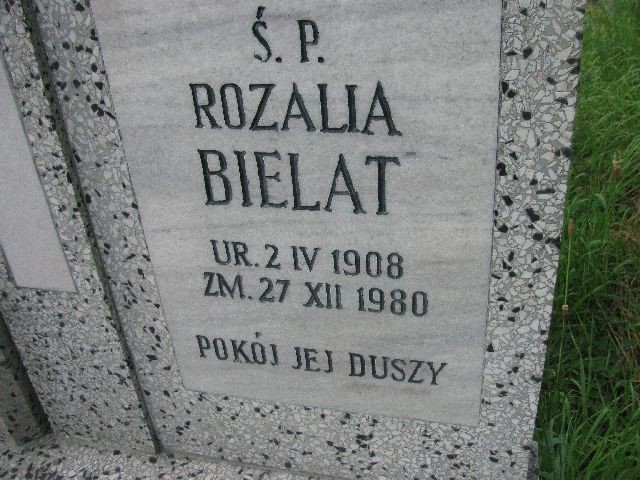 Ś. P.
ROZALIA
BIELAT
UR. 2 IV 1908
ZM. 27 XII 1980
POKÓJ JEJ DUSZY